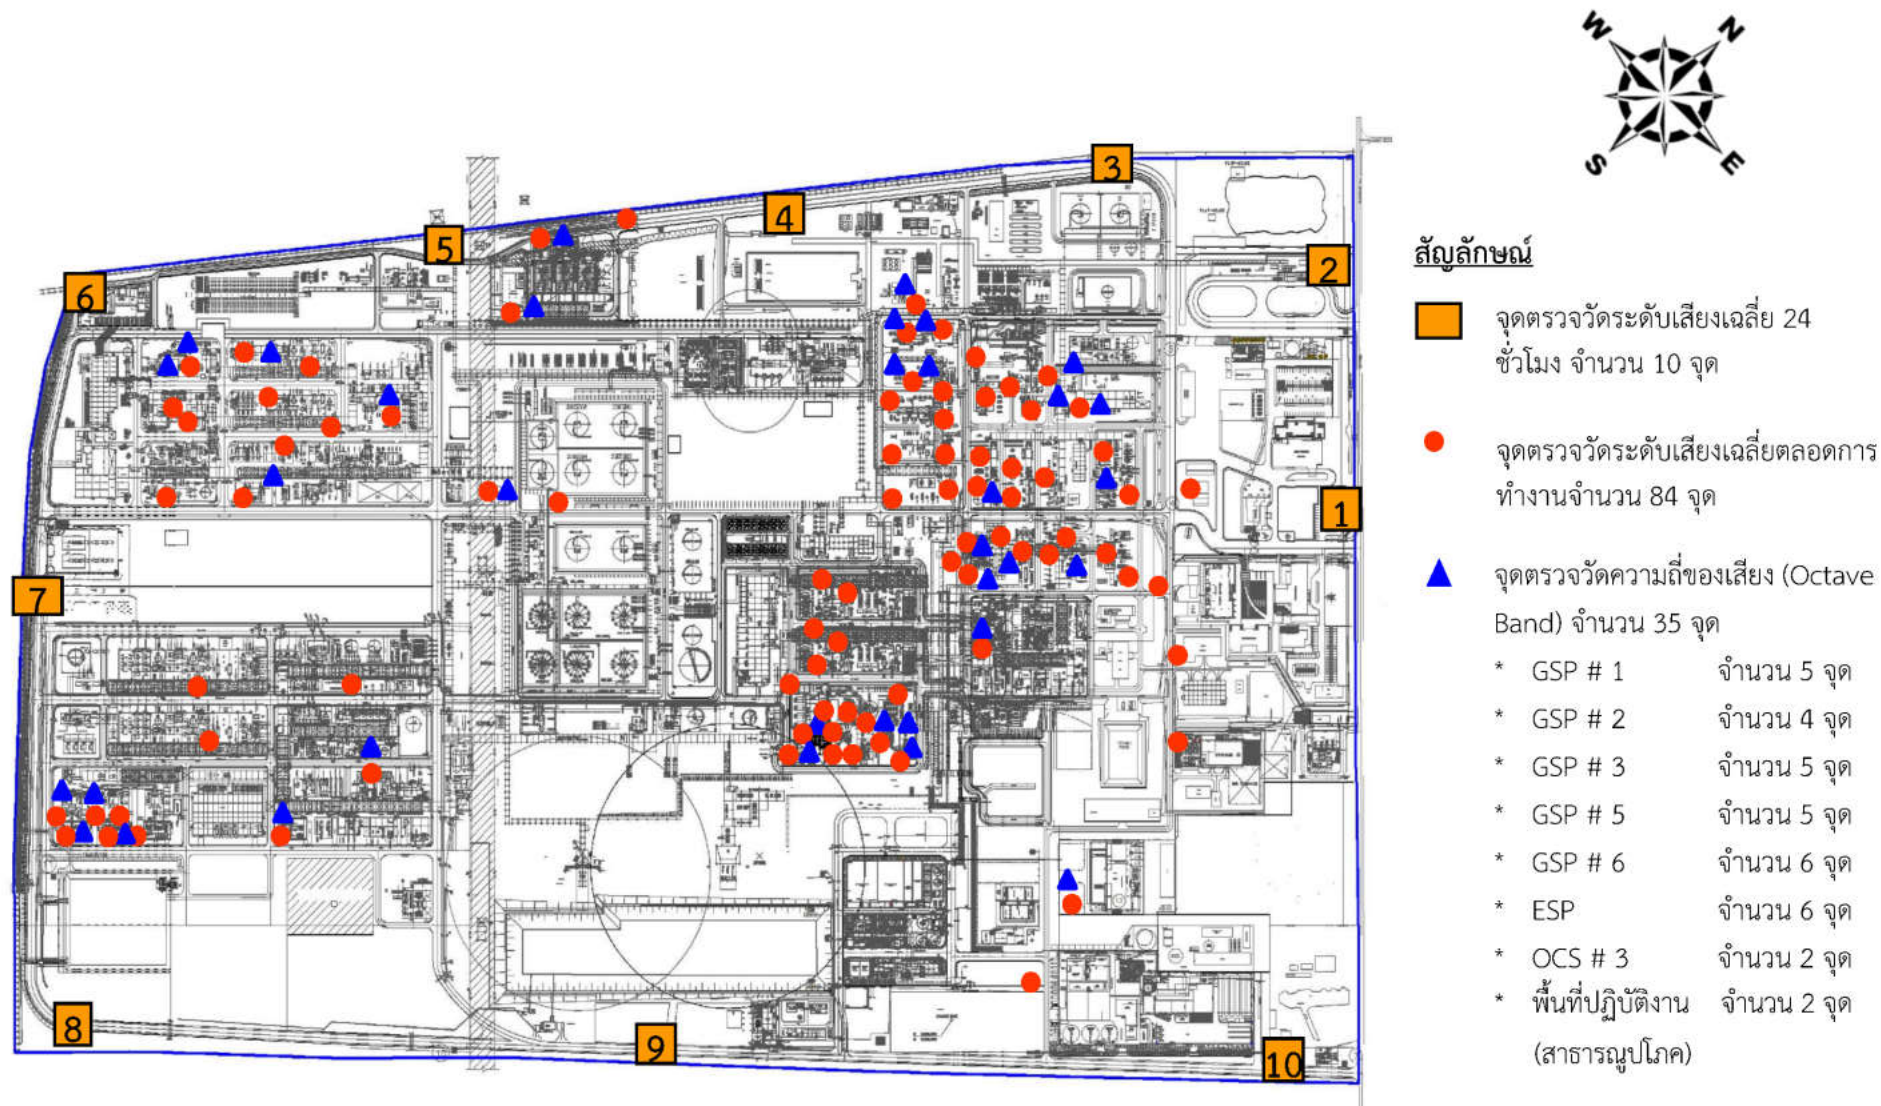 W
N
S
E
3
4
5
2
6
1
7
8
9
10
สัญลักษณ์
จุดตรวจวัดระดับเสียงเฉลี่ย 24
ชั่วโมง จำนวน 10 จุด
จุดตรวจวัดระดับเสียงเฉลี่ยตลอดการ
ทำงานจำนวน 84 จุด
จุดตรวจวัดความถี่ของเสียง (Octave
Band) จำนวน 35 จุด
* GSP # 1 จำนวน 5 จุด
* GSP # 2 จำนวน 4 จุด
* GSP # 3 จำนวน 5 จุด
* GSP # 5 จำนวน 5 จุด
* GSP # 6 จำนวน 6 จุด
* ESP จำนวน 6 จุด
* OCS # 3 จำนวน 2 จุด
* พื้นที่ปฏิบัติงาน จำนวน 2 จุด
(สาธารณูปโภค)